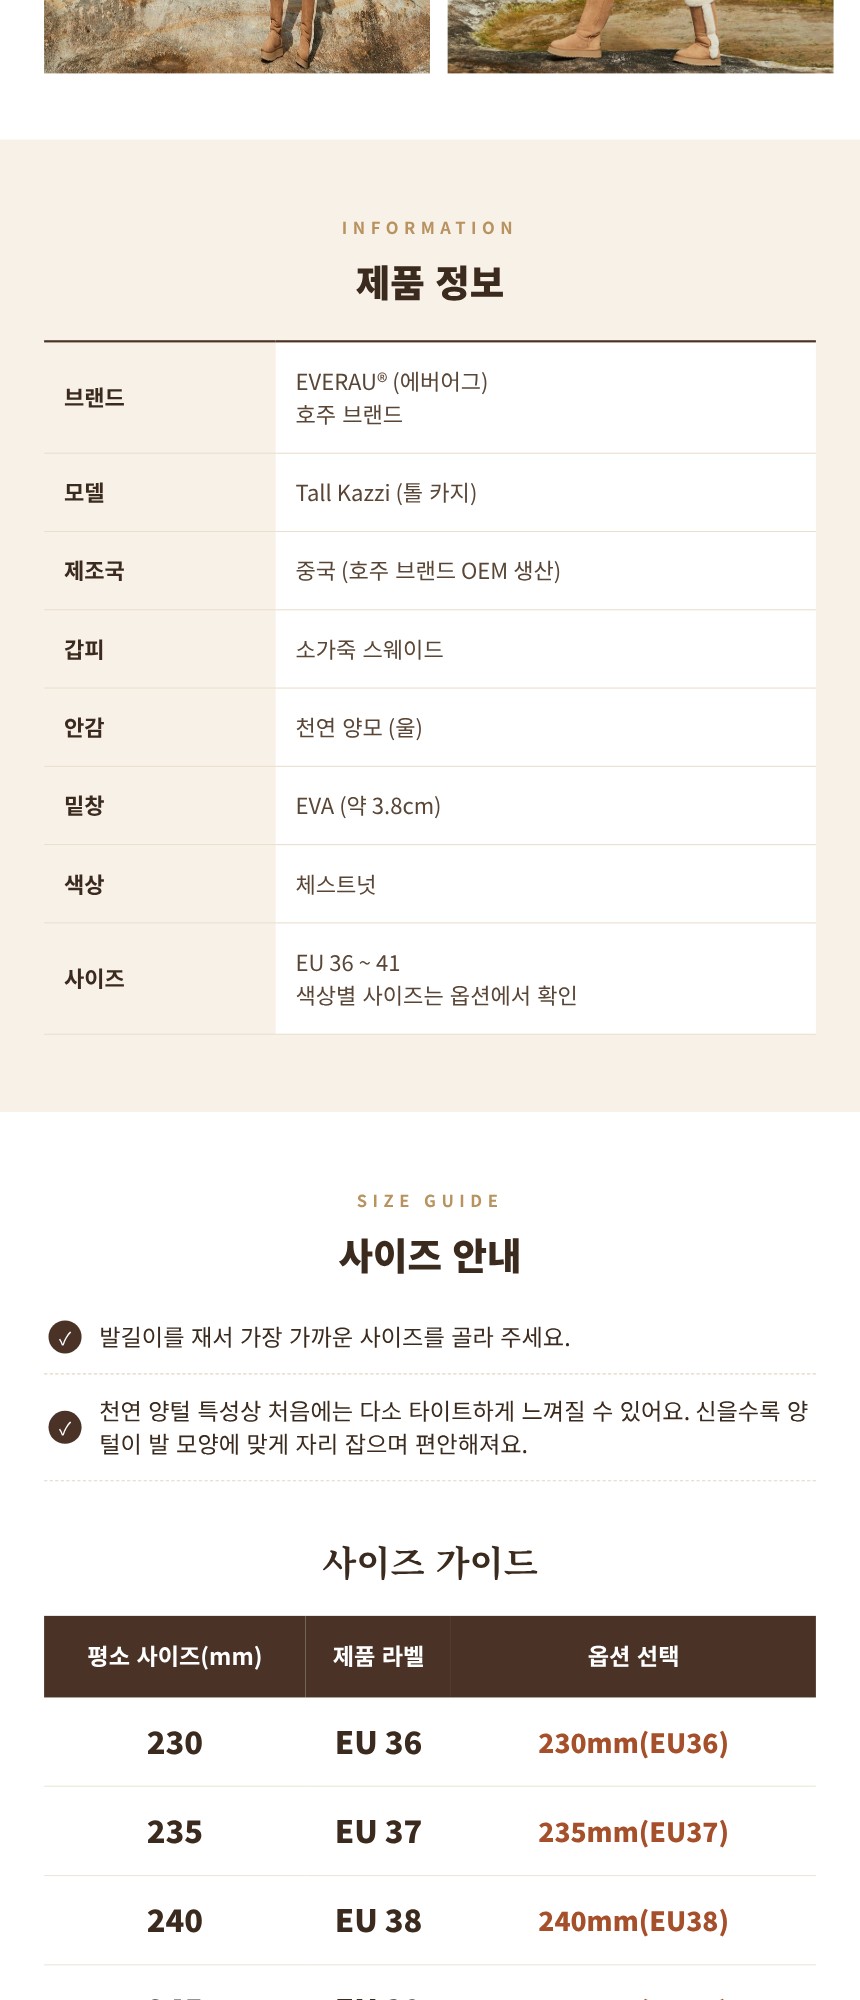 INFORMATION
제품 정보
브랜드
EVERAU® (에버어그)
호주 브랜드
모델
Tall Kazzi (톨 카지)
제조국
중국 (호주 브랜드 OEM 생산)
갑피
소가죽 스웨이드
안감
천연 양모 (울)
밑창
EVA (약 3.8cm)
색상
체스트넛
사이즈
EU 36 ~ 41
색상별 사이즈는 옵션에서 확인
SIZE GUIDE
사이즈 안내
발길이를 재서 가장 가까운 사이즈를 골라 주세요.
천연 양털 특성상 처음에는 다소 타이트하게 느껴질 수 있어요. 신을수록 양
털이 발 모양에 맞게 자리 잡으며 편안해져요.
사이즈 가이드
평소 사이즈(mm) 제품 라벨 옵션 선택
230 EU 36 230mm(EU36)
235 EU 37 235mm(EU37)
240 EU 38 240mm(EU38)